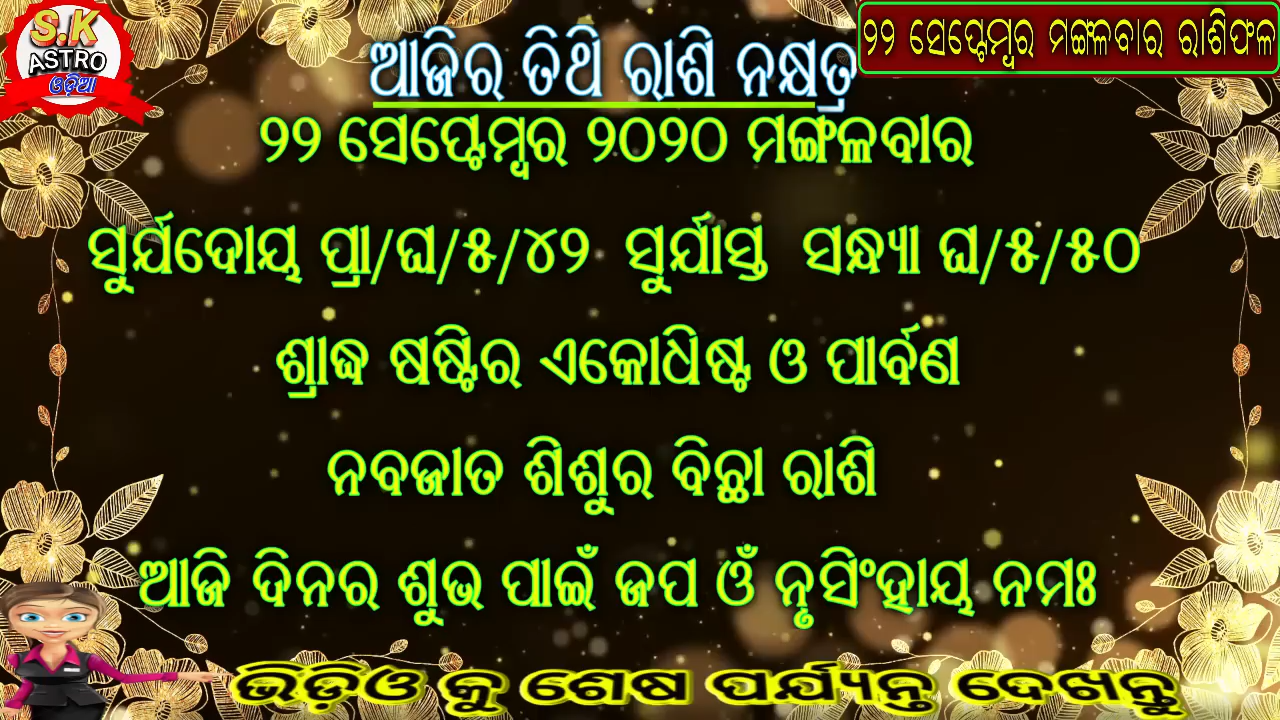 S.K
ASTRO
ଓଡ଼ିଆ
୨୨ ସେପ୍ଟେମ୍ବର ମଙ୍ଗଳବାର ରାଶିଫଳ
ଆଜିର ତିଥି ରାଶି ନକ୍ଷତ୍ର
୨୨ ସେପ୍ଟେମ୍ବର ୨୦୨୦ ମଙ୍ଗଳବାର
ସୁର୍ଯଦୋୟ ପ୍ରା/ଘ/୫/୪୨ ସୁର୍ଯାସ୍ତ ସନ୍ଧ୍ୟା ଘ/୫/୫୦
ଶ୍ରାଦ୍ଧ ଷଷ୍ଟିର ଏକୋଧିଷ୍ଟ ଓ ପାର୍ବଣ
ନବଜାତ ଶିଶୁର ବିଛା ରାଶି
ଆଜି ଦିନର ଶୁଭ ପାଇଁ ଜପ ଓଁ ନୃସିଂହାୟ ନମଃ
ଭିଡ଼ିଓ କୁ ଶେଷ ପର୍ଯ୍ୟନ୍ତ ଦେଖନ୍ତୁ